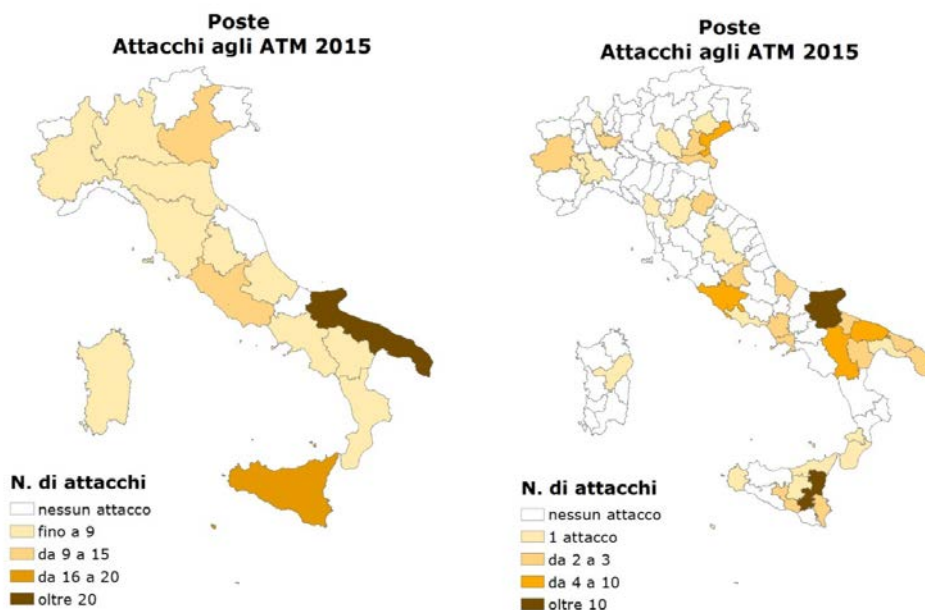 Poste
Attacchi agli ATM 2015
N. di attacchi
nessun attacco
fino a 9
da 9 a 15
da 16 a 20
oltre 20
Poste
Attacchi agli ATM 2015
N. di attacchi
nessun attacco
1 attacco
da 2 a 3
da 4 a 10
oltre 10